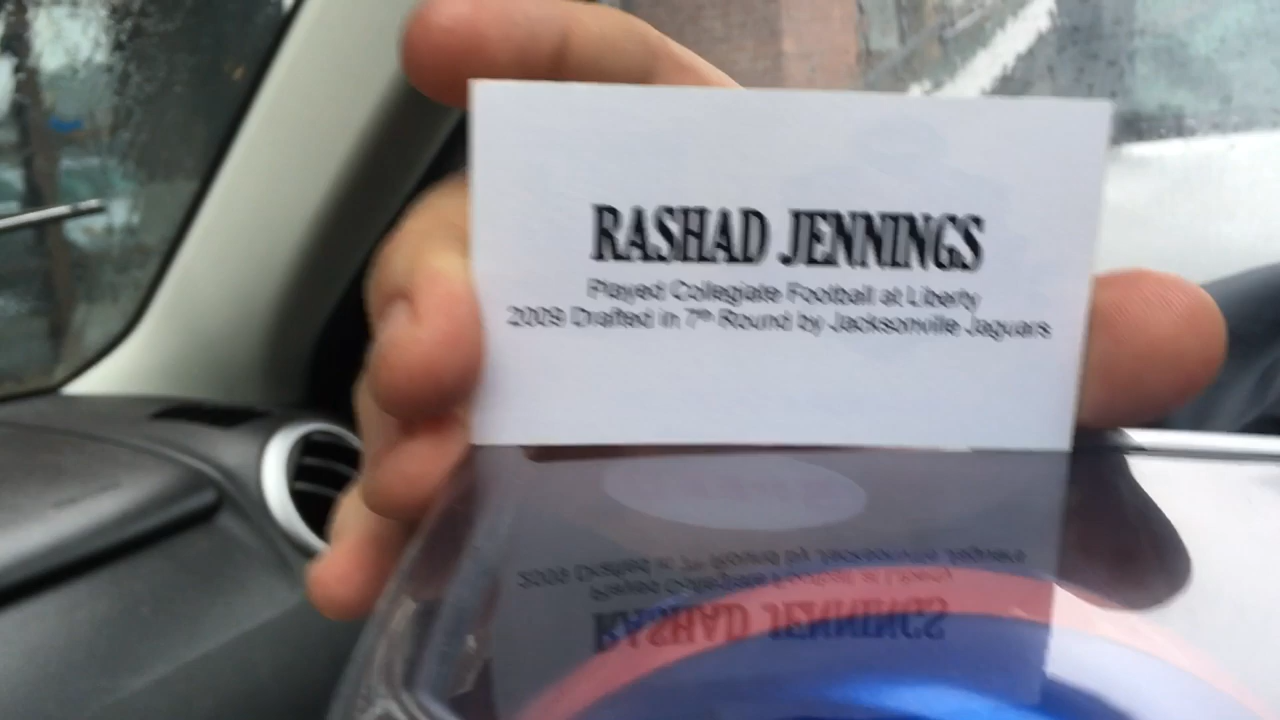 RASHAD JENNINGS
Played Collegiate Football at Liberty
2009 Drafted in 7th Round by Jacksonville Jaguars